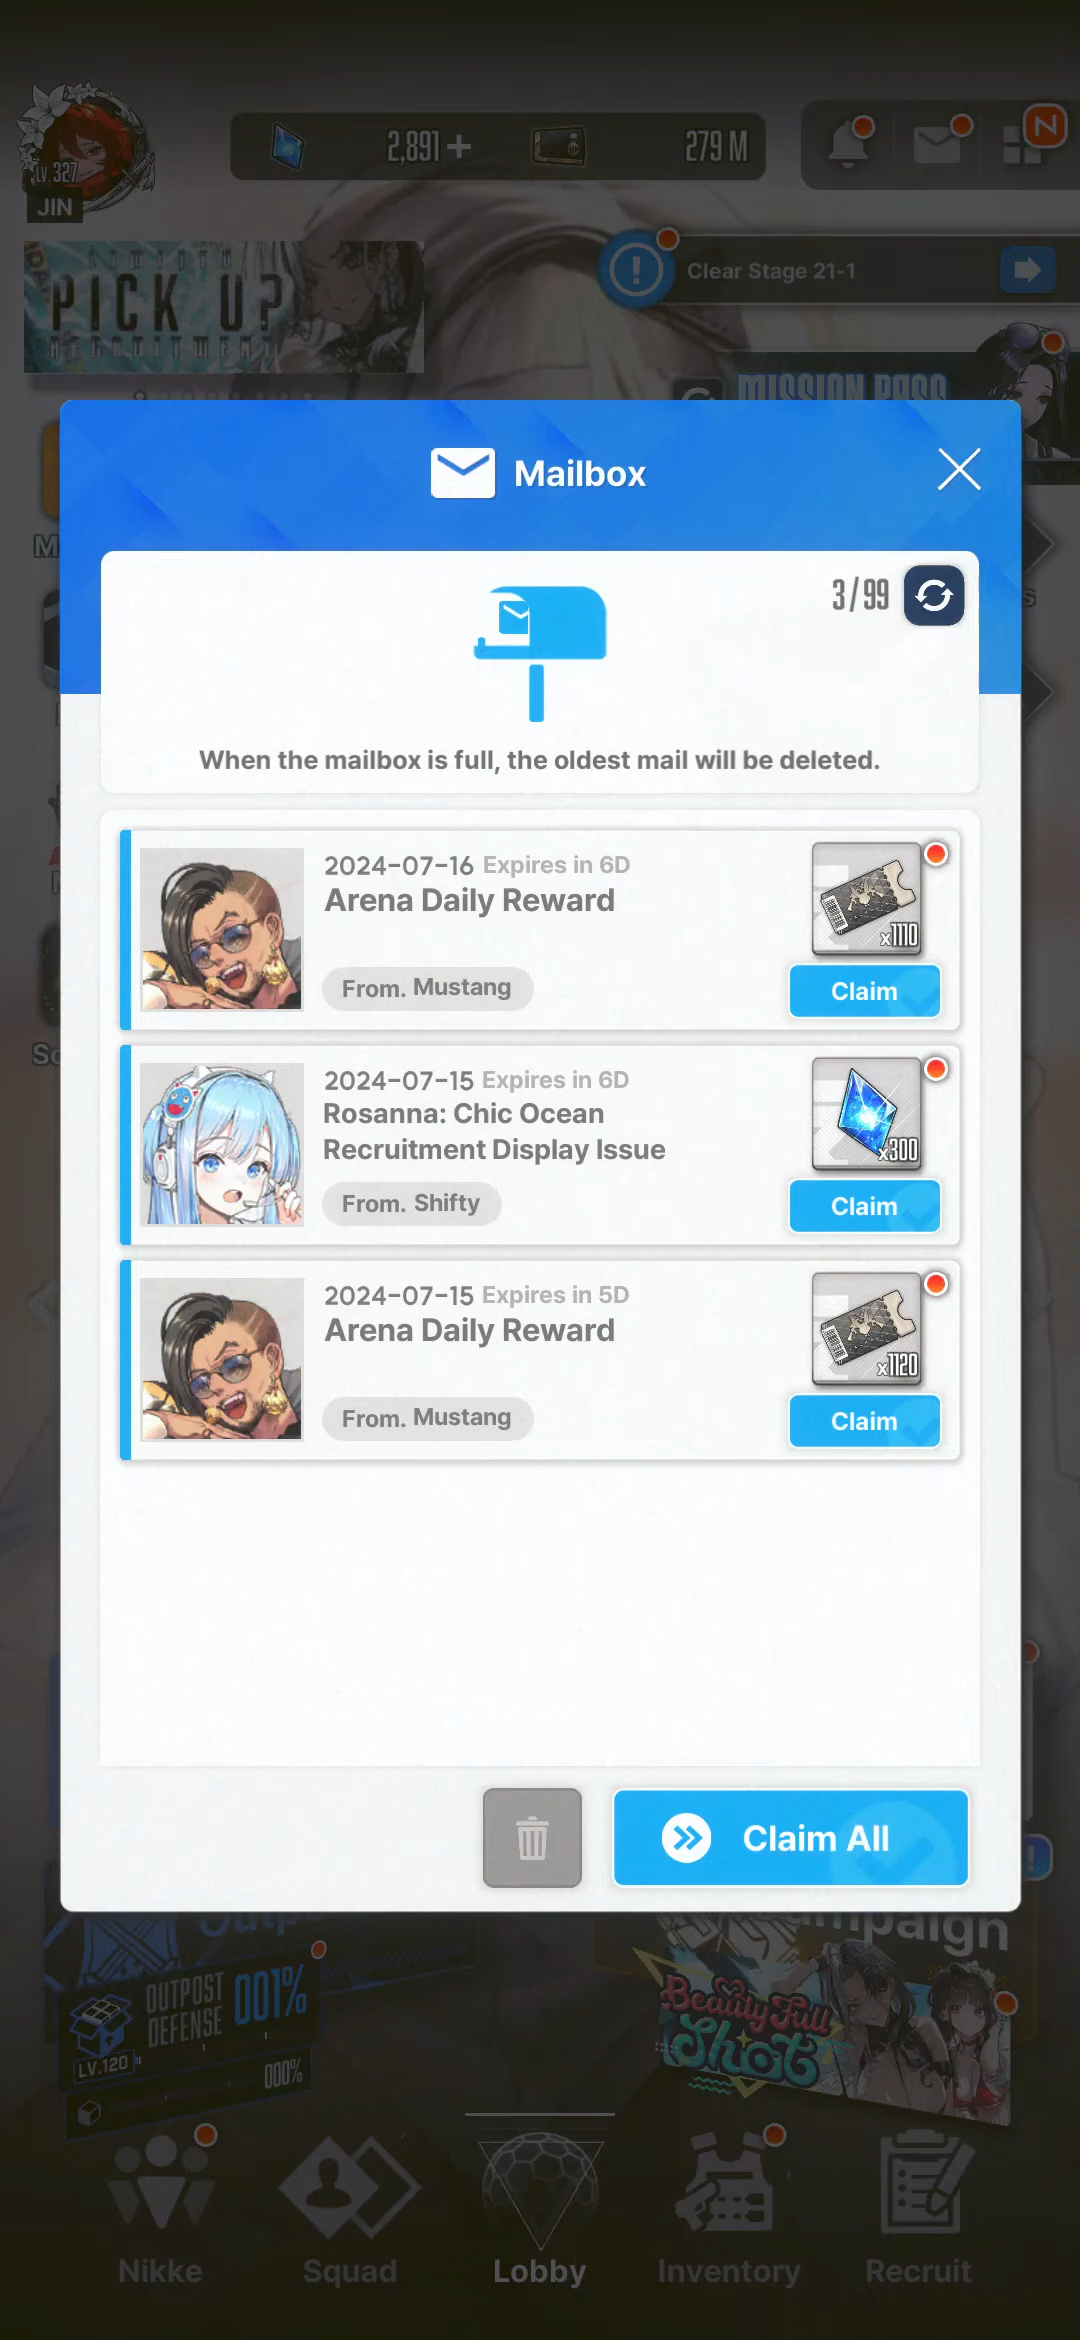 2,891
279 M
LV. 327
JIN
PICK UP
RECRUITMENT
Clear Stage 21-1
MISSION PASS
Mailbox
3/99
When the mailbox is full, the oldest mail will be deleted.
2024-07-16 Expires in 6D
Arena Daily Reward
x1110
From. Mustang
Claim
2024-07-15 Expires in 6D
Rosanna: Chic Ocean
Recruitment Display Issue
x300
From. Shifty
Claim
2024-07-15 Expires in 5D
Arena Daily Reward
x1120
From. Mustang
Claim
Claim All
OUTPOST
DEFENSE
001%
LV.120
000%
Beauty Full
Shot
Nikke
Squad
Lobby
Inventory
Recruit